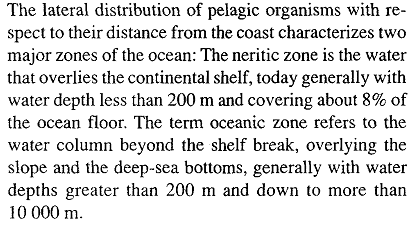 The lateral distribution of pelagic organisms with re-
spect to their distance from the coast characterizes two
major zones of the ocean: The neritic zone is the water
that overlies the continental shelf, today generally with
water depth less than 200 m and covering about 8% of
the ocean floor. The term oceanic zone refers to the
water column beyond the shelf break, overlying the
slope and the deep-sea bottoms, generally with water
depths greater than 200 m and down to more than
10 000 m.